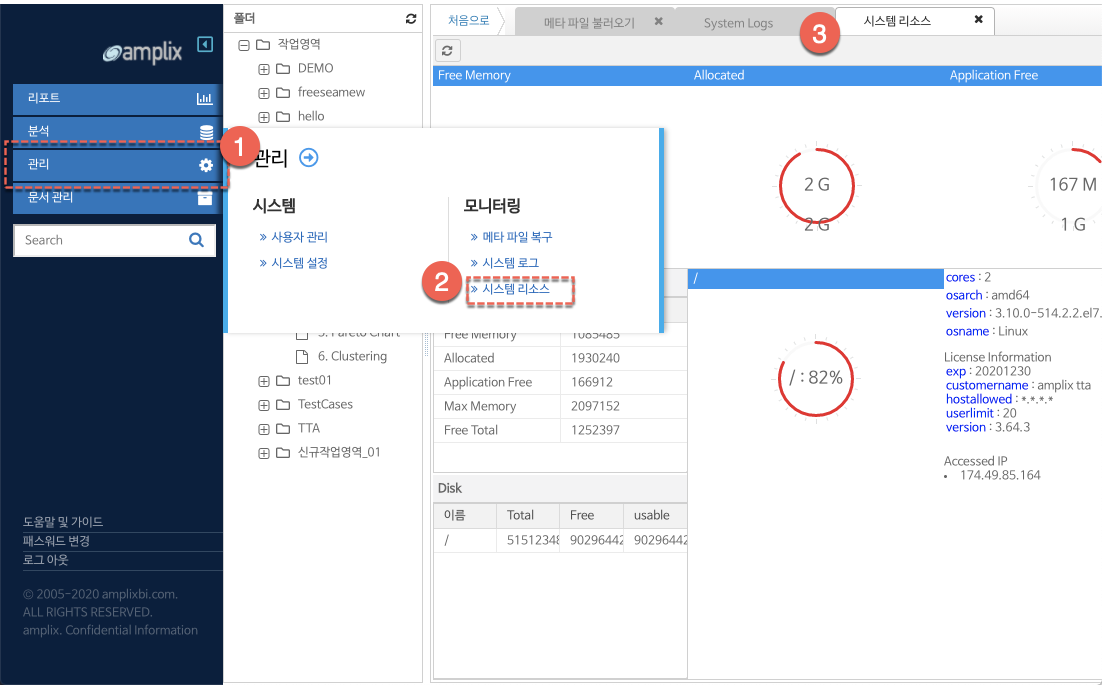 amplix
리포트
분석
관리
문서 관리
Search
도움말 및 가이드
패스워드 변경
로그 아웃
© 2005-2020 amplixbi.com.
ALL RIGHTS RESERVED.
amplix. Confidential Information
폴더
작업영역
DEMO
freeseamew
hello
1
관리
시스템
사용자 관리
시스템 설정
모니터링
메타 파일 복구
시스템 로그
2
시스템 리소스
5. Pareto Chart
6. Clustering
test01
TestCases
TTA
신규작업영역_01
처음으로
메타 파일 불러오기
System Logs
3
시스템 리소스
Free Memory Allocated Application Free
2 G
2 G
167 M
1 G
Free Memory 1085485
Allocated 1930240
Application Free 166912
Max Memory 2097152
Free Total 1252397
Disk
이름 Total Free usable
/ 51512348 90296442 90296442
/
/ : 82%
cores : 2
osarch : amd64
version : 3.10.0-514.2.2.el7.
osname : Linux
License Information
exp : 20201230
customername : amplix tta
hostallowed : *.*.*.*
userlimit : 20
version : 3.64.3
Accessed IP
• 174.49.85.164